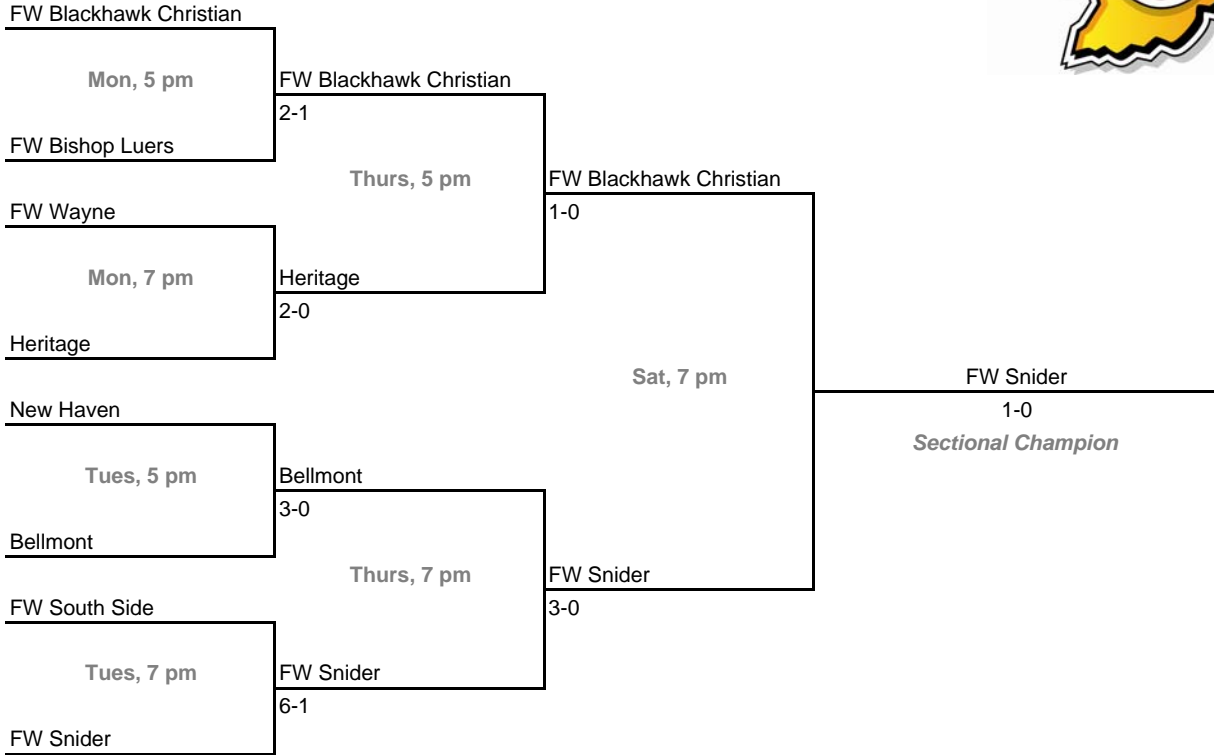 FW Blackhawk Christian
Mon, 5 pm
FW Blackhawk Christian
2-1
FW Bishop Luers
Thurs, 5 pm
FW Blackhawk Christian
FW Wayne
1-0
Mon, 7 pm
Heritage
2-0
Heritage
Sat, 7 pm
FW Snider
New Haven
1-0
Sectional Champion
Tues, 5 pm
Bellmont
3-0
Bellmont
Thurs, 7 pm
FW Snider
FW South Side
3-0
Tues, 7 pm
FW Snider
6-1
FW Snider